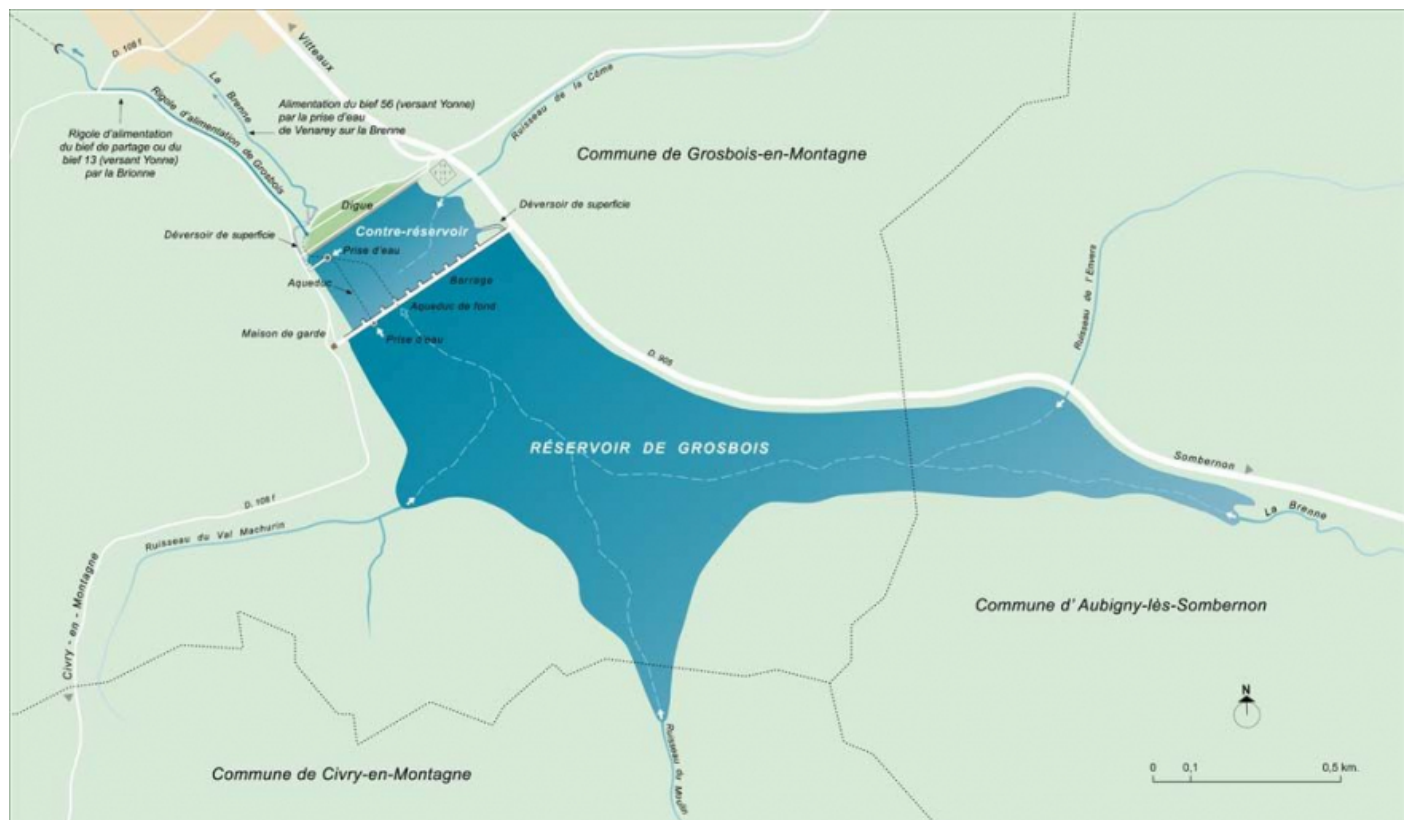 D. 108 f
Vitteaux
La Brenne
Rigole d'alimentation de Grosbois
Alimentation du bief 56 (versant Yonne)
par la prise d'eau
de Venarey sur la Brenne
Rigole d'alimentation
du bief de partage ou du
bief 13 (versant Yonne)
par la Brionne
Ruisseau de la Côme
Commune de Grosbois-en-Montagne
Digue
Déversoir de superficie
Contre-réservoir
Déversoir de superficie
Prise d'eau
Aqueduc
Barrage
Aqueduc de fond
Maison de garde
Prise d'eau
D. 905
Ruisseau de l'Envers
RÉSERVOIR DE GROSBOIS
Sombernon
La Brenne
D. 108 f
Ruisseau du Val Machurin
Civry - en - Montagne
Commune d'Aubigny-lès-Sombernon
Ruisseau du Moulin
Commune de Civry-en-Montagne
N
0 0,1 0,5 km.